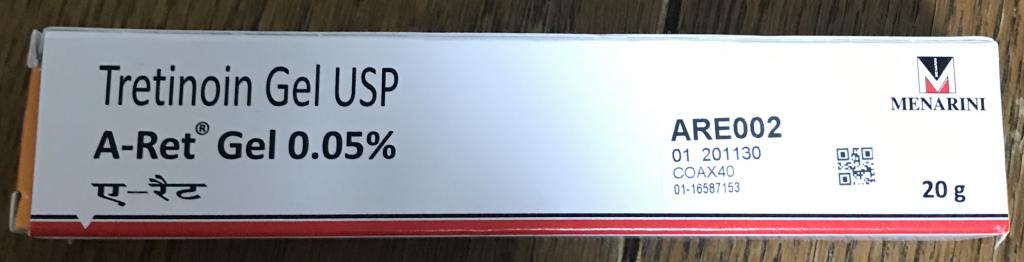 Tretinoin Gel USP
A-Ret® Gel 0.05%
ए-रैट
ARE002
01 201130
COAX40
01-16587153
MENARINI
20 g